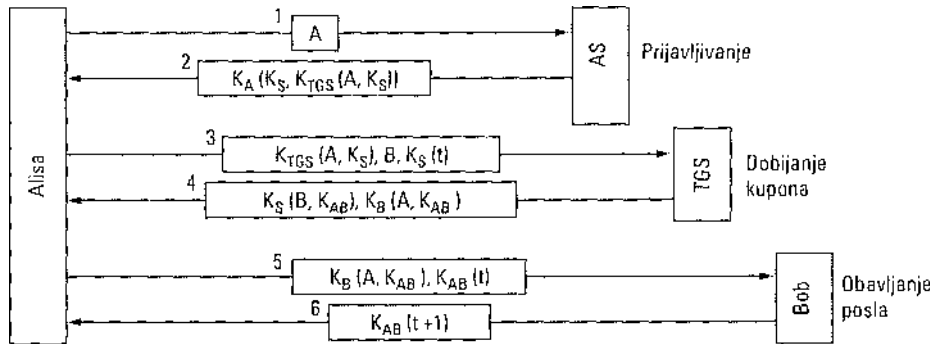 Alisa
1
A
AS
Prijavljivanje
2
K_A (K_S, K_TGS (A, K_S))
3
K_TGS (A, K_S), B, K_S (t)
TGS
Dobijanje
kupona
4
K_S (B, K_AB), K_B (A, K_AB )
5
K_B (A, K_AB ), K_AB (t)
Bob
Obavljanje
posla
6
K_AB (t +1)